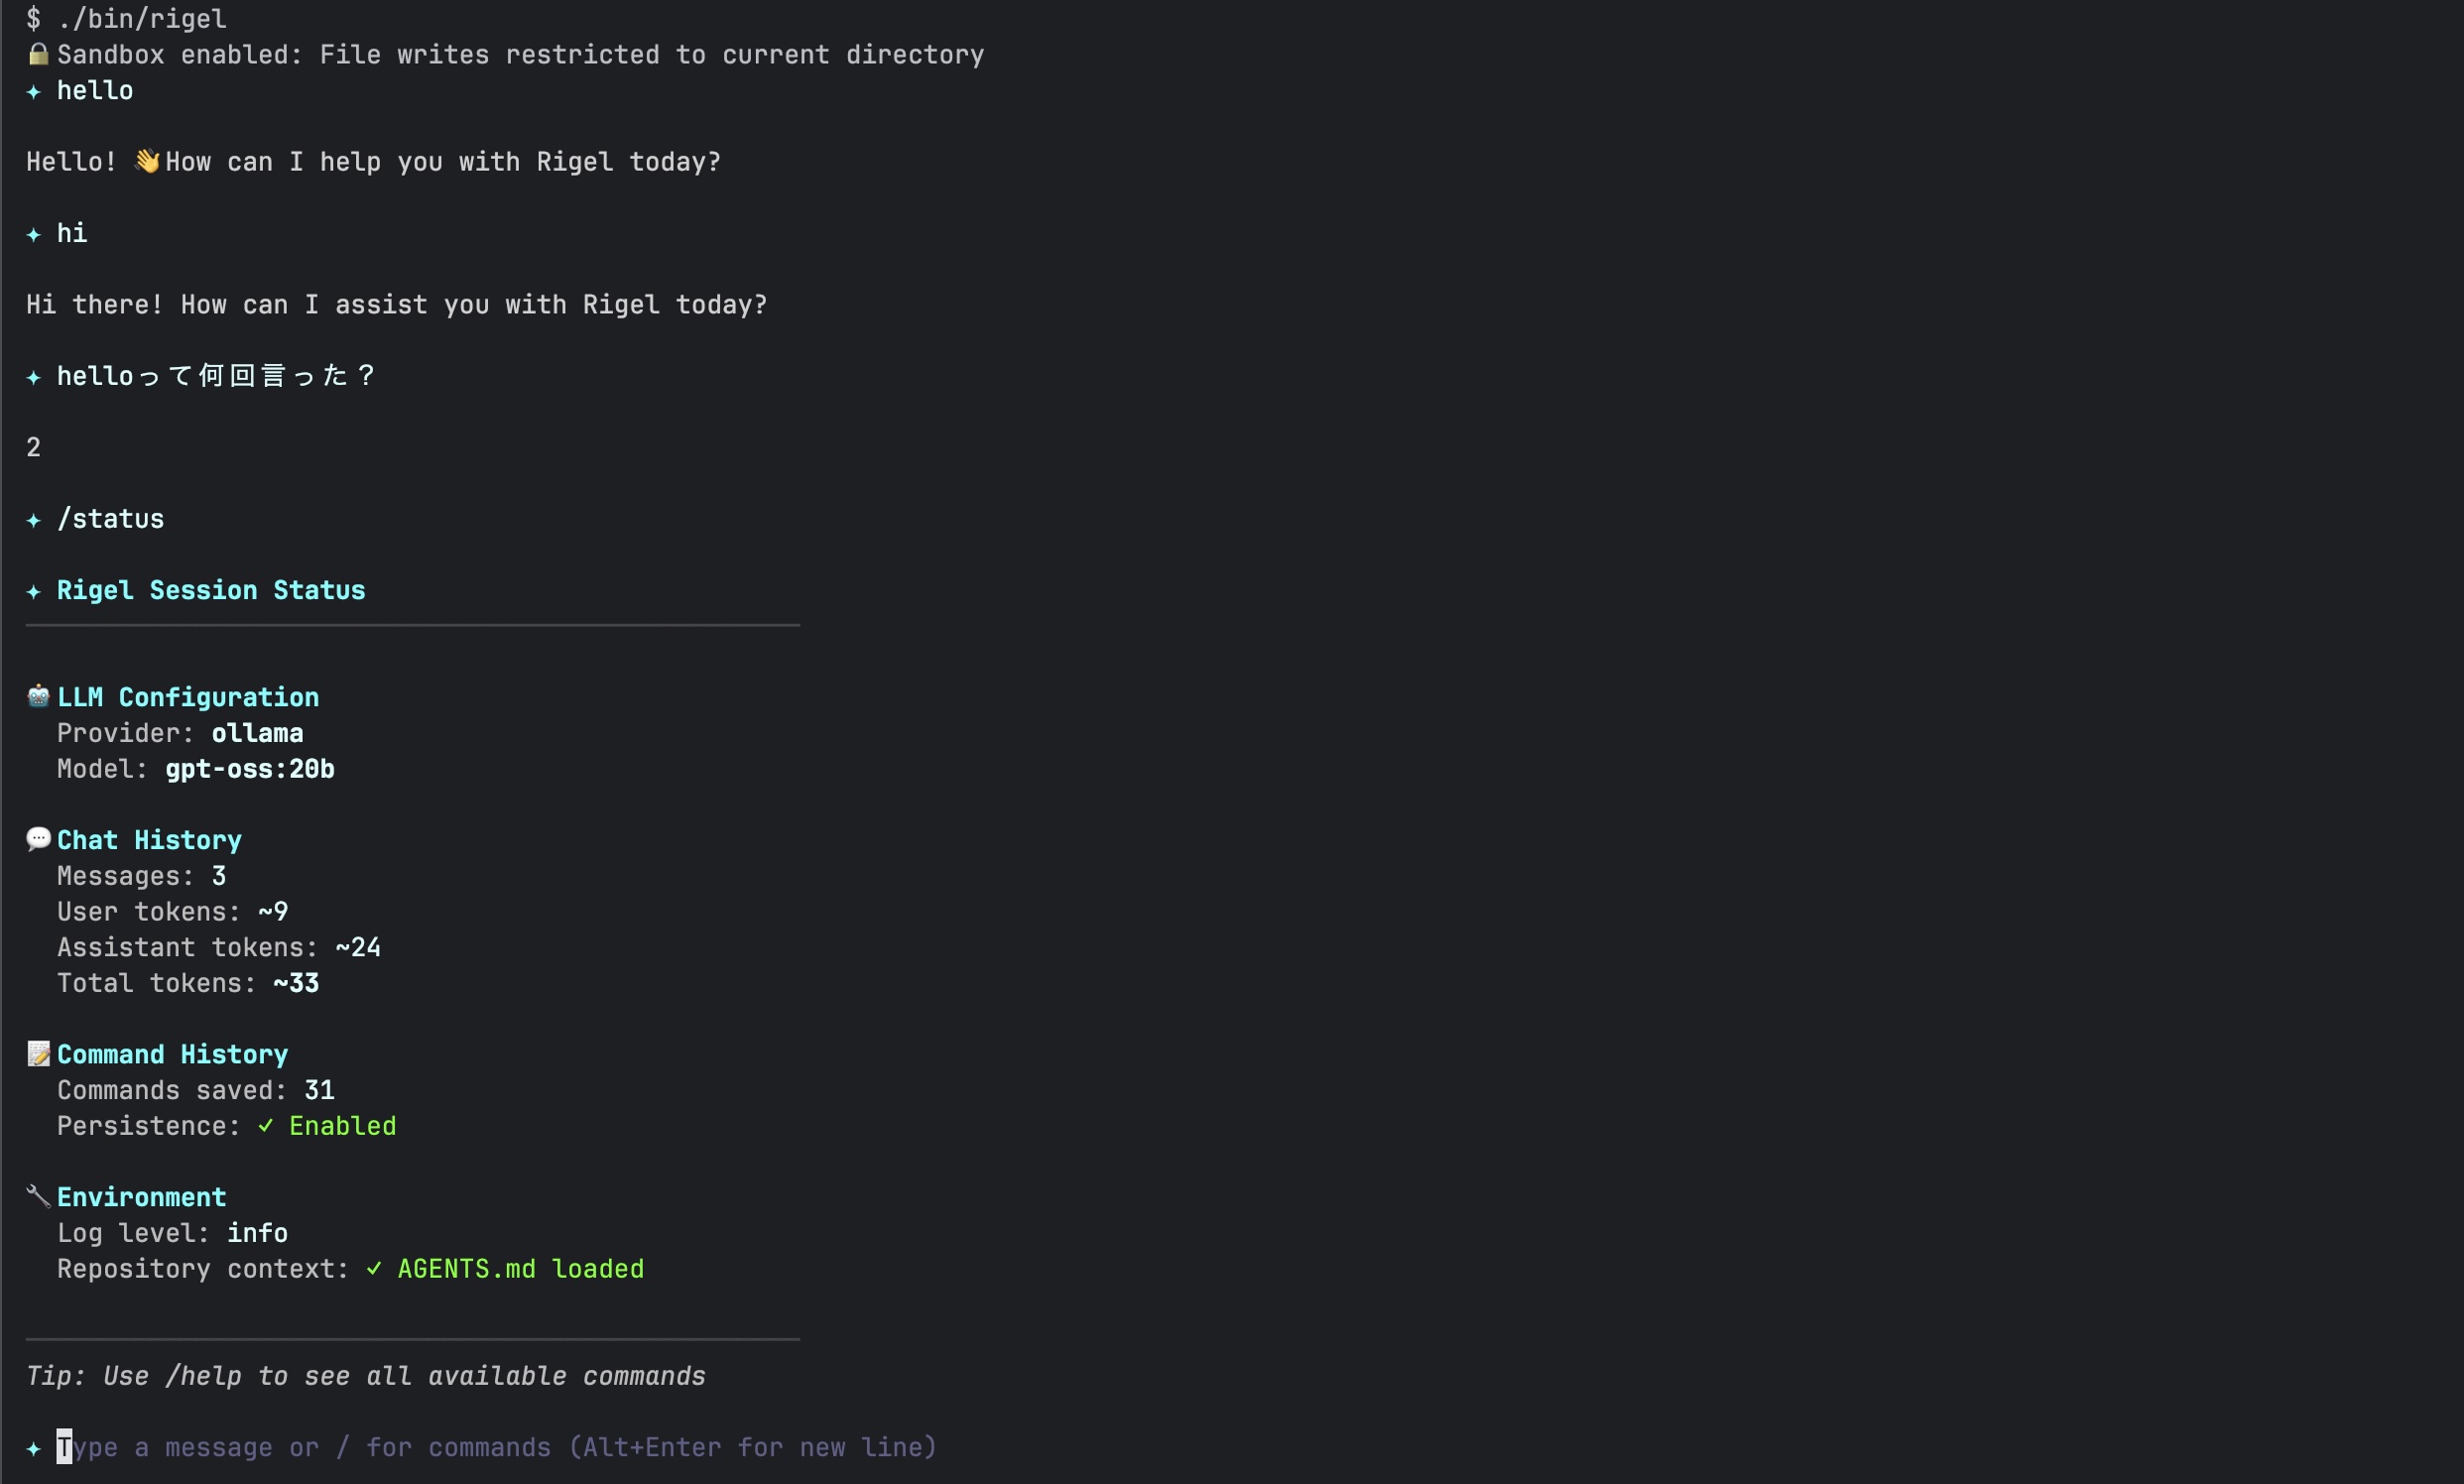 $ ./bin/rigel
🔒Sandbox enabled: File writes restricted to current directory
✦ hello
Hello! 👋How can I help you with Rigel today?
✦ hi
Hi there! How can I assist you with Rigel today?
✦ helloって何回言った？
2
✦ /status
✦ Rigel Session Status
🤖LLM Configuration
Provider: ollama
Model: gpt-oss:20b
💬Chat History
Messages: 3
User tokens: ~9
Assistant tokens: ~24
Total tokens: ~33
📝Command History
Commands saved: 31
Persistence: ✓ Enabled
🔧Environment
Log level: info
Repository context: ✓ AGENTS.md loaded
Tip: Use /help to see all available commands
✦ Type a message or / for commands (Alt+Enter for new line)